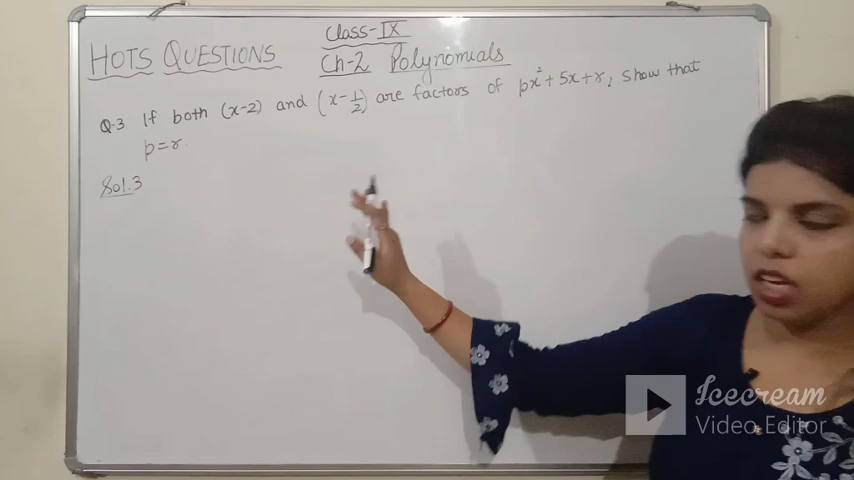 Class-IX
HOTS QUESTIONS
Ch-2 Polynomials
Q-3 If both (x-2) and (x-1/2) are factors of px²+5x+r, show that
p=r.
Sol.3
Icecream
Video Editor